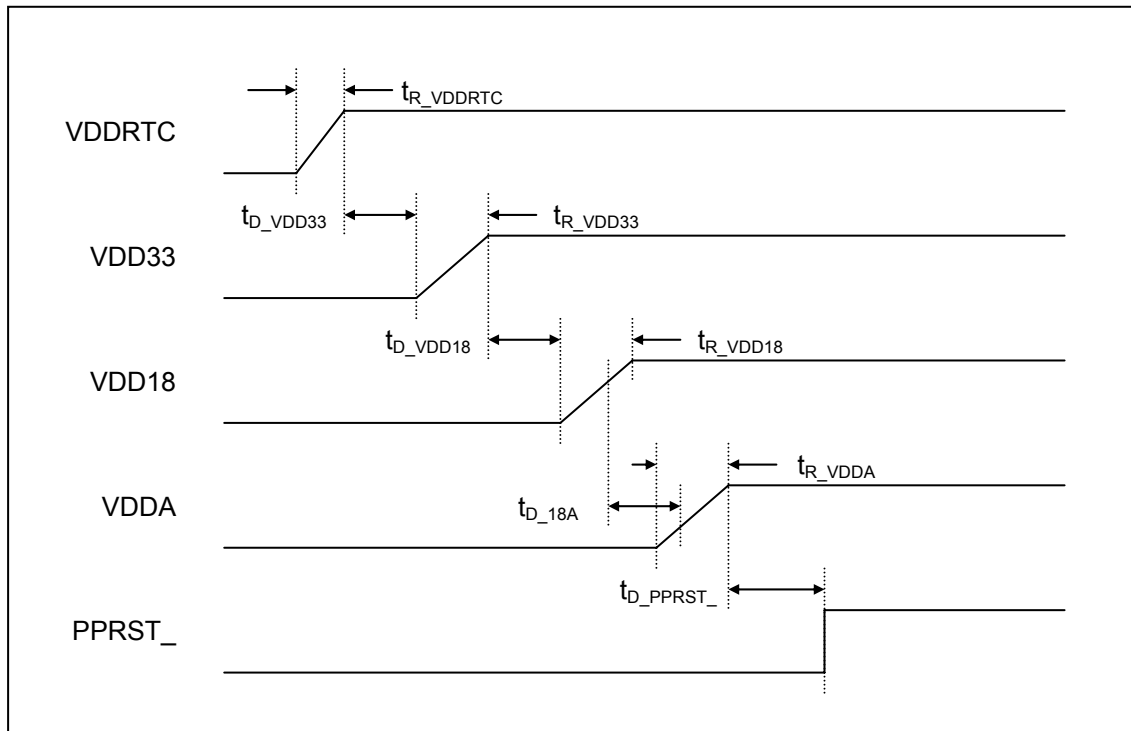 t_R_VDDRTC
VDDRTC
t_D_VDD33
t_R_VDD33
VDD33
t_D_VDD18
t_R_VDD18
VDD18
t_R_VDDA
VDDA
t_D_18A
t_D_PPRST_
PPRST_